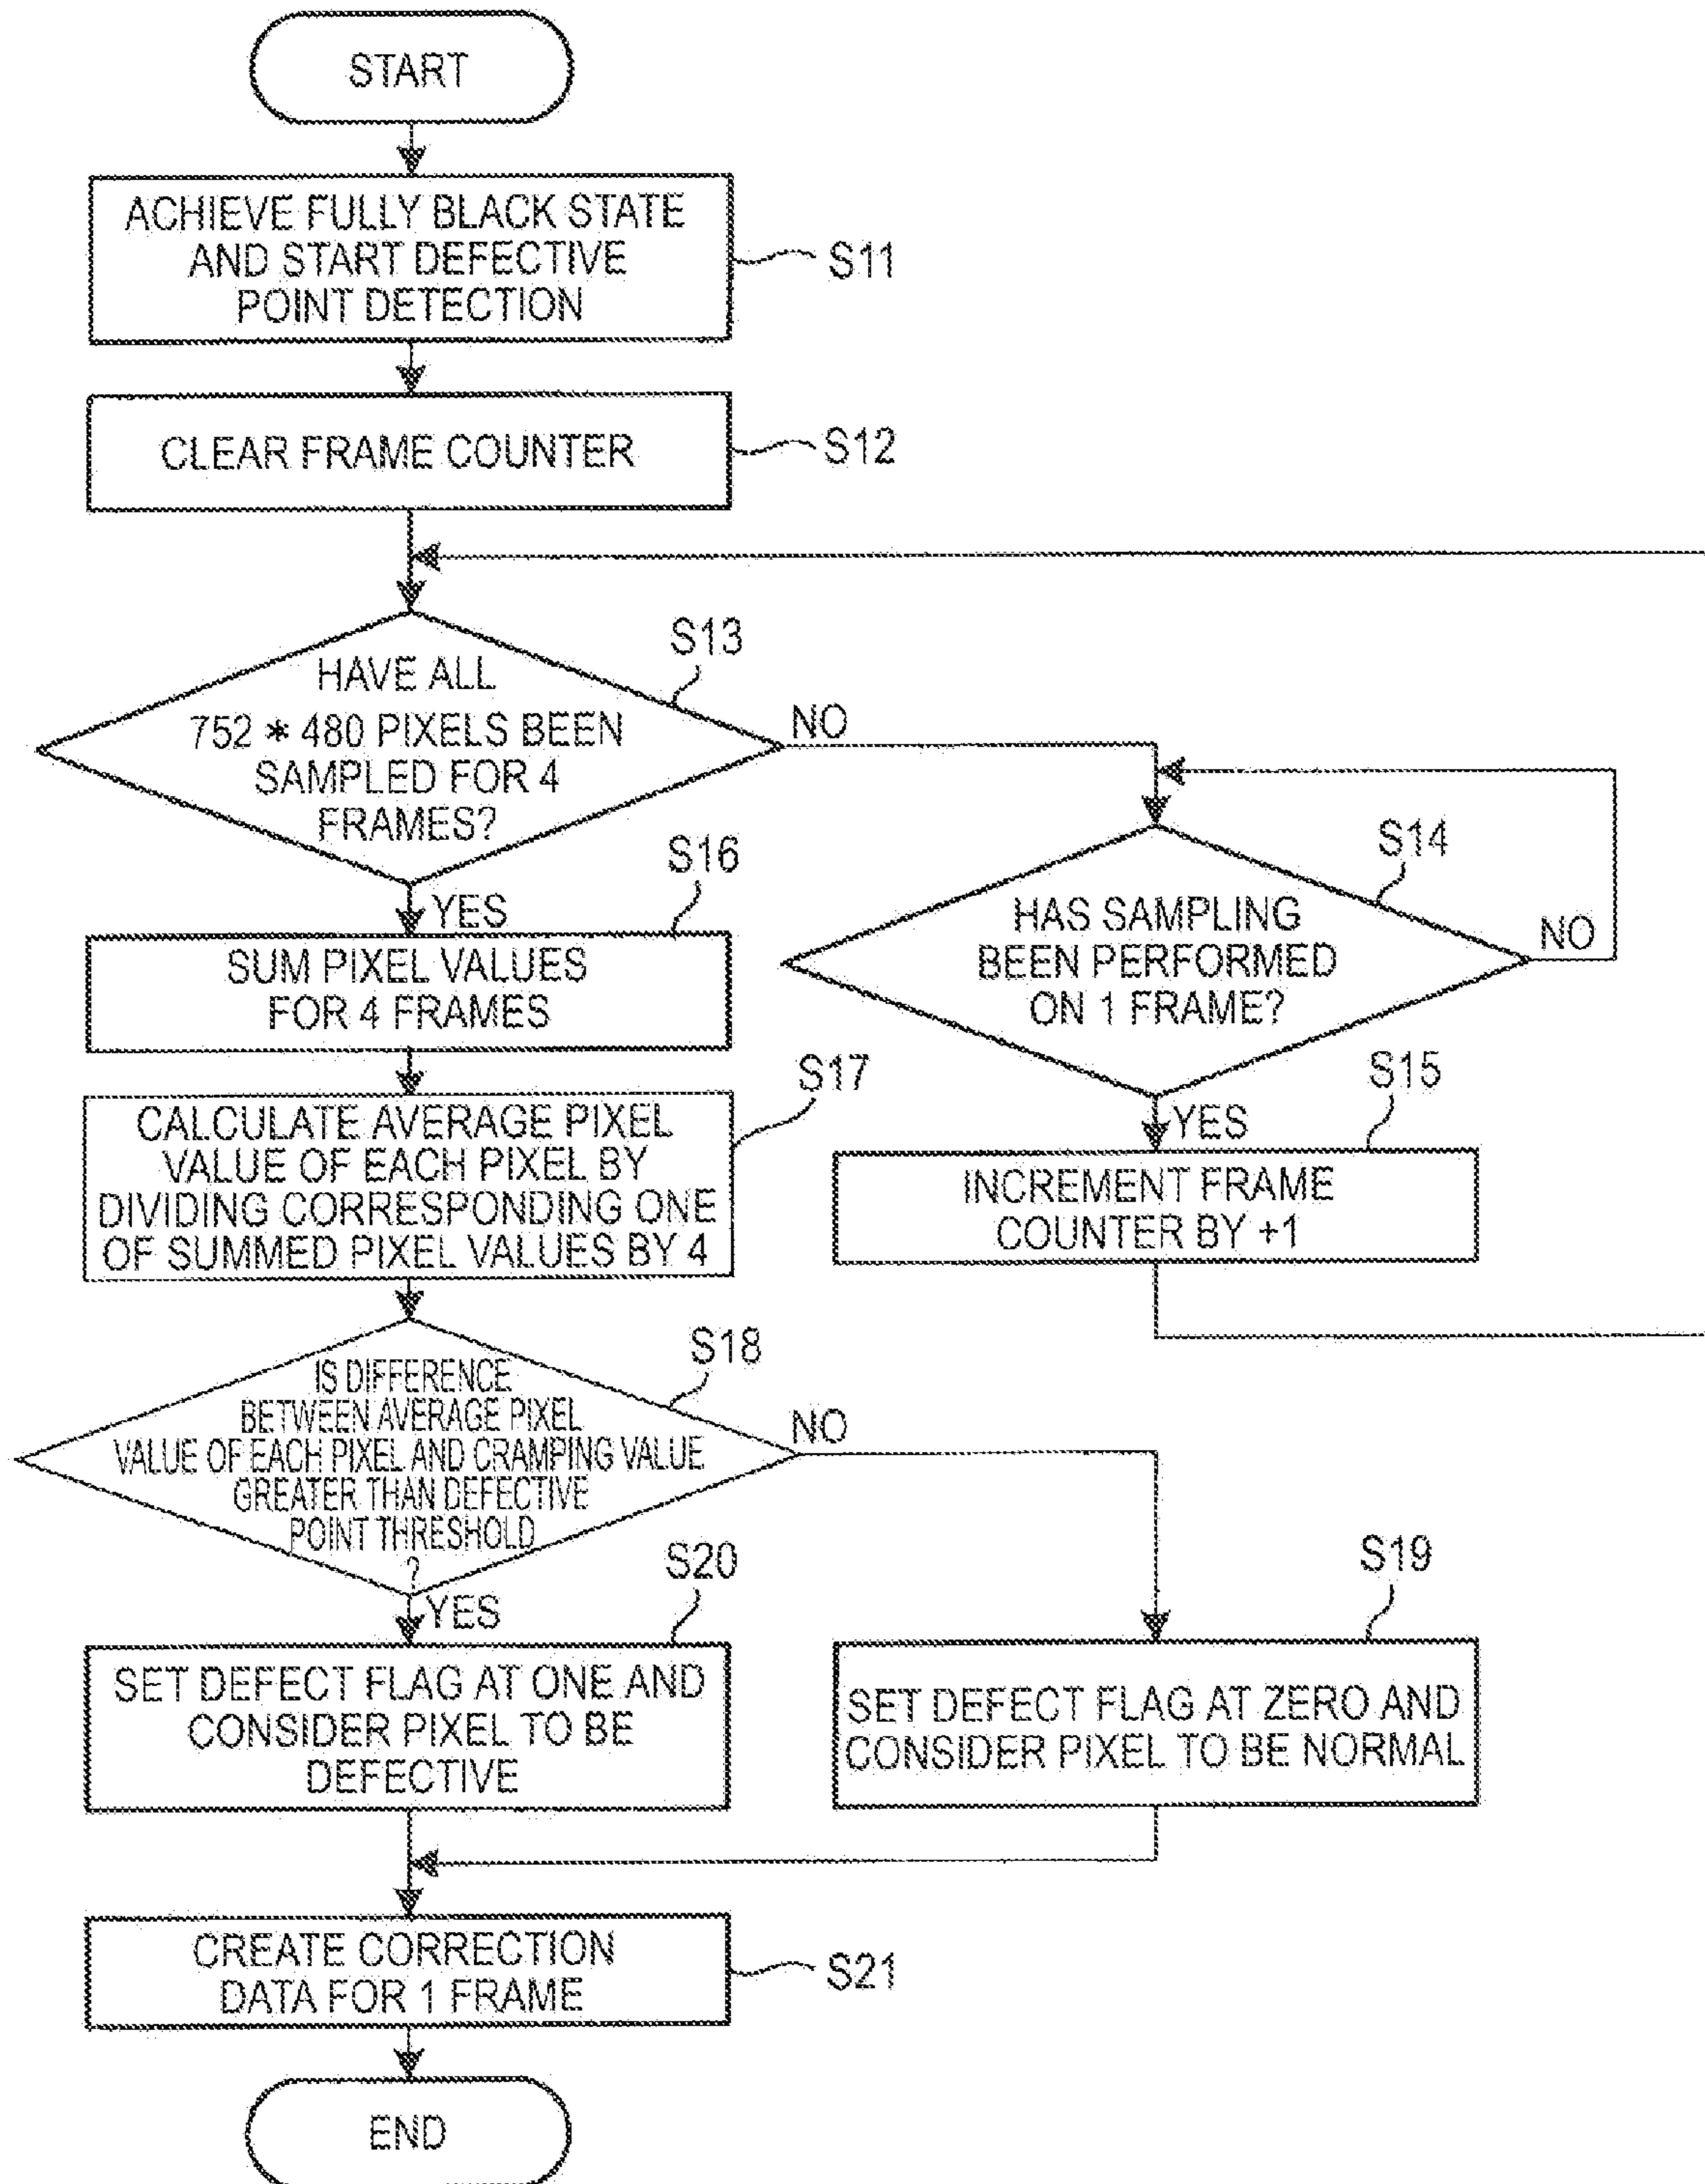 START
ACHIEVE FULLY BLACK STATE
AND START DEFECTIVE
POINT DETECTION
S11
CLEAR FRAME COUNTER
S12
HAVE ALL
752 * 480 PIXELS BEEN
SAMPLED FOR 4
FRAMES?
S13
NO
YES
HAS SAMPLING
BEEN PERFORMED
ON 1 FRAME?
S14
NO
YES
INCREMENT FRAME
COUNTER BY +1
S15
SUM PIXEL VALUES
FOR 4 FRAMES
S16
CALCULATE AVERAGE PIXEL
VALUE OF EACH PIXEL BY
DIVIDING CORRESPONDING ONE
OF SUMMED PIXEL VALUES BY 4
S17
IS DIFFERENCE
BETWEEN AVERAGE PIXEL
VALUE OF EACH PIXEL AND CRAMPING VALUE
GREATER THAN DEFECTIVE
POINT THRESHOLD
?
S18
NO
YES
SET DEFECT FLAG AT ONE AND
CONSIDER PIXEL TO BE
DEFECTIVE
S20
SET DEFECT FLAG AT ZERO AND
CONSIDER PIXEL TO BE NORMAL
S19
CREATE CORRECTION
DATA FOR 1 FRAME
S21
END